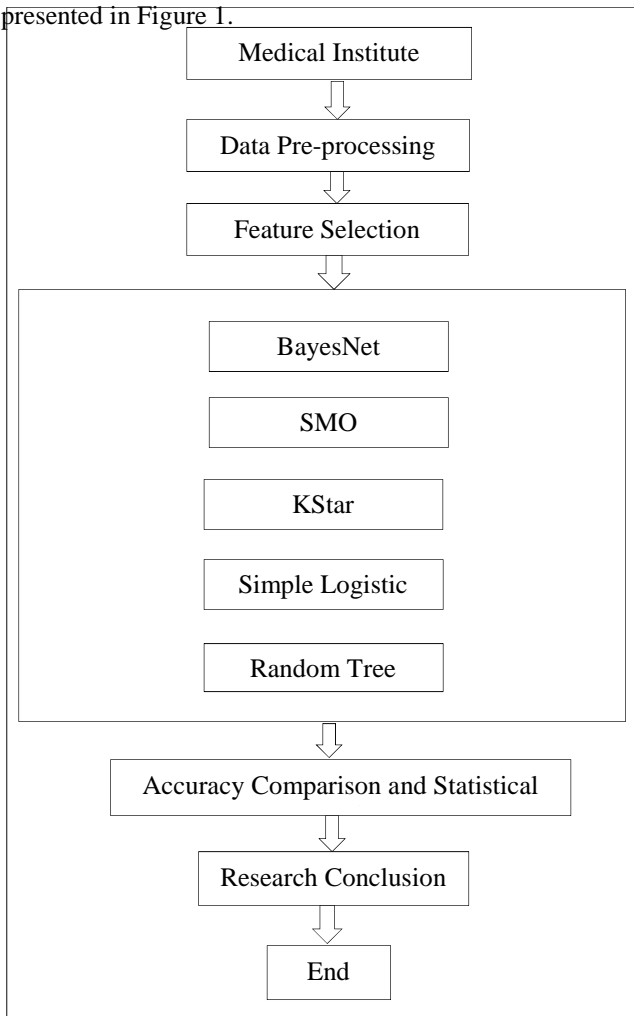 presented in Figure 1.
Medical Institute
Data Pre-processing
Feature Selection
BayesNet
SMO
KStar
Simple Logistic
Random Tree
Accuracy Comparison and Statistical
Research Conclusion
End